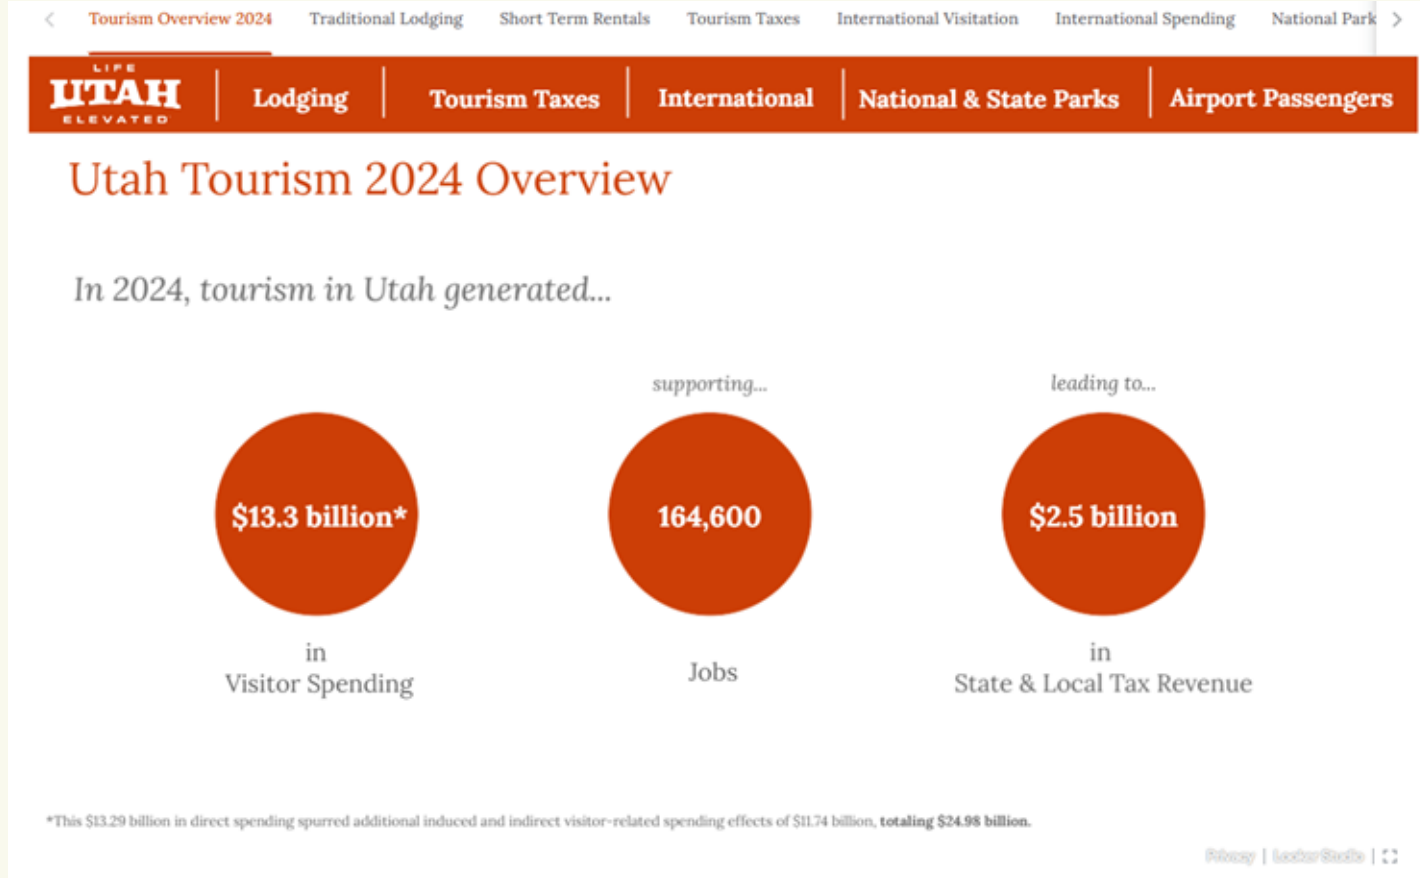 Tourism Overview 2024 Traditional Lodging Short Term Rentals Tourism Taxes International Visitation International Spending National Park
LIFE
UTAH
ELEVATED
Lodging Tourism Taxes International National & State Parks Airport Passengers
Utah Tourism 2024 Overview
In 2024, tourism in Utah generated...
supporting... leading to...
$13.3 billion* 164,600 $2.5 billion
in in
Visitor Spending Jobs State & Local Tax Revenue
*This $13.29 billion in direct spending spurred additional induced and indirect visitor-related spending effects of $11.74 billion, totaling $24.98 billion.
Privacy | Looker Studio |